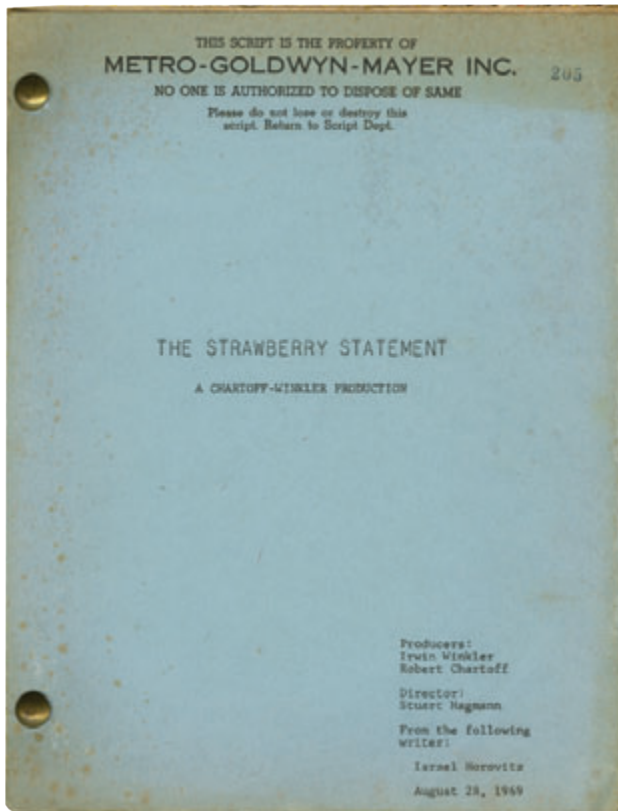 THIS SCRIPT IS THE PROPERTY OF
METRO-GOLDWYN-MAYER INC.
205
NO ONE IS AUTHORIZED TO DISPOSE OF SAME
Please do not lose or destroy this
script. Return to Script Dept.
THE STRAWBERRY STATEMENT
A CHARTOFF-WINKLER PRODUCTION
Producers:
Irwin Winkler
Robert Chartoff
Director:
Stuart Hagmann
From the following
writer:
Israel Horovitz
August 28, 1969